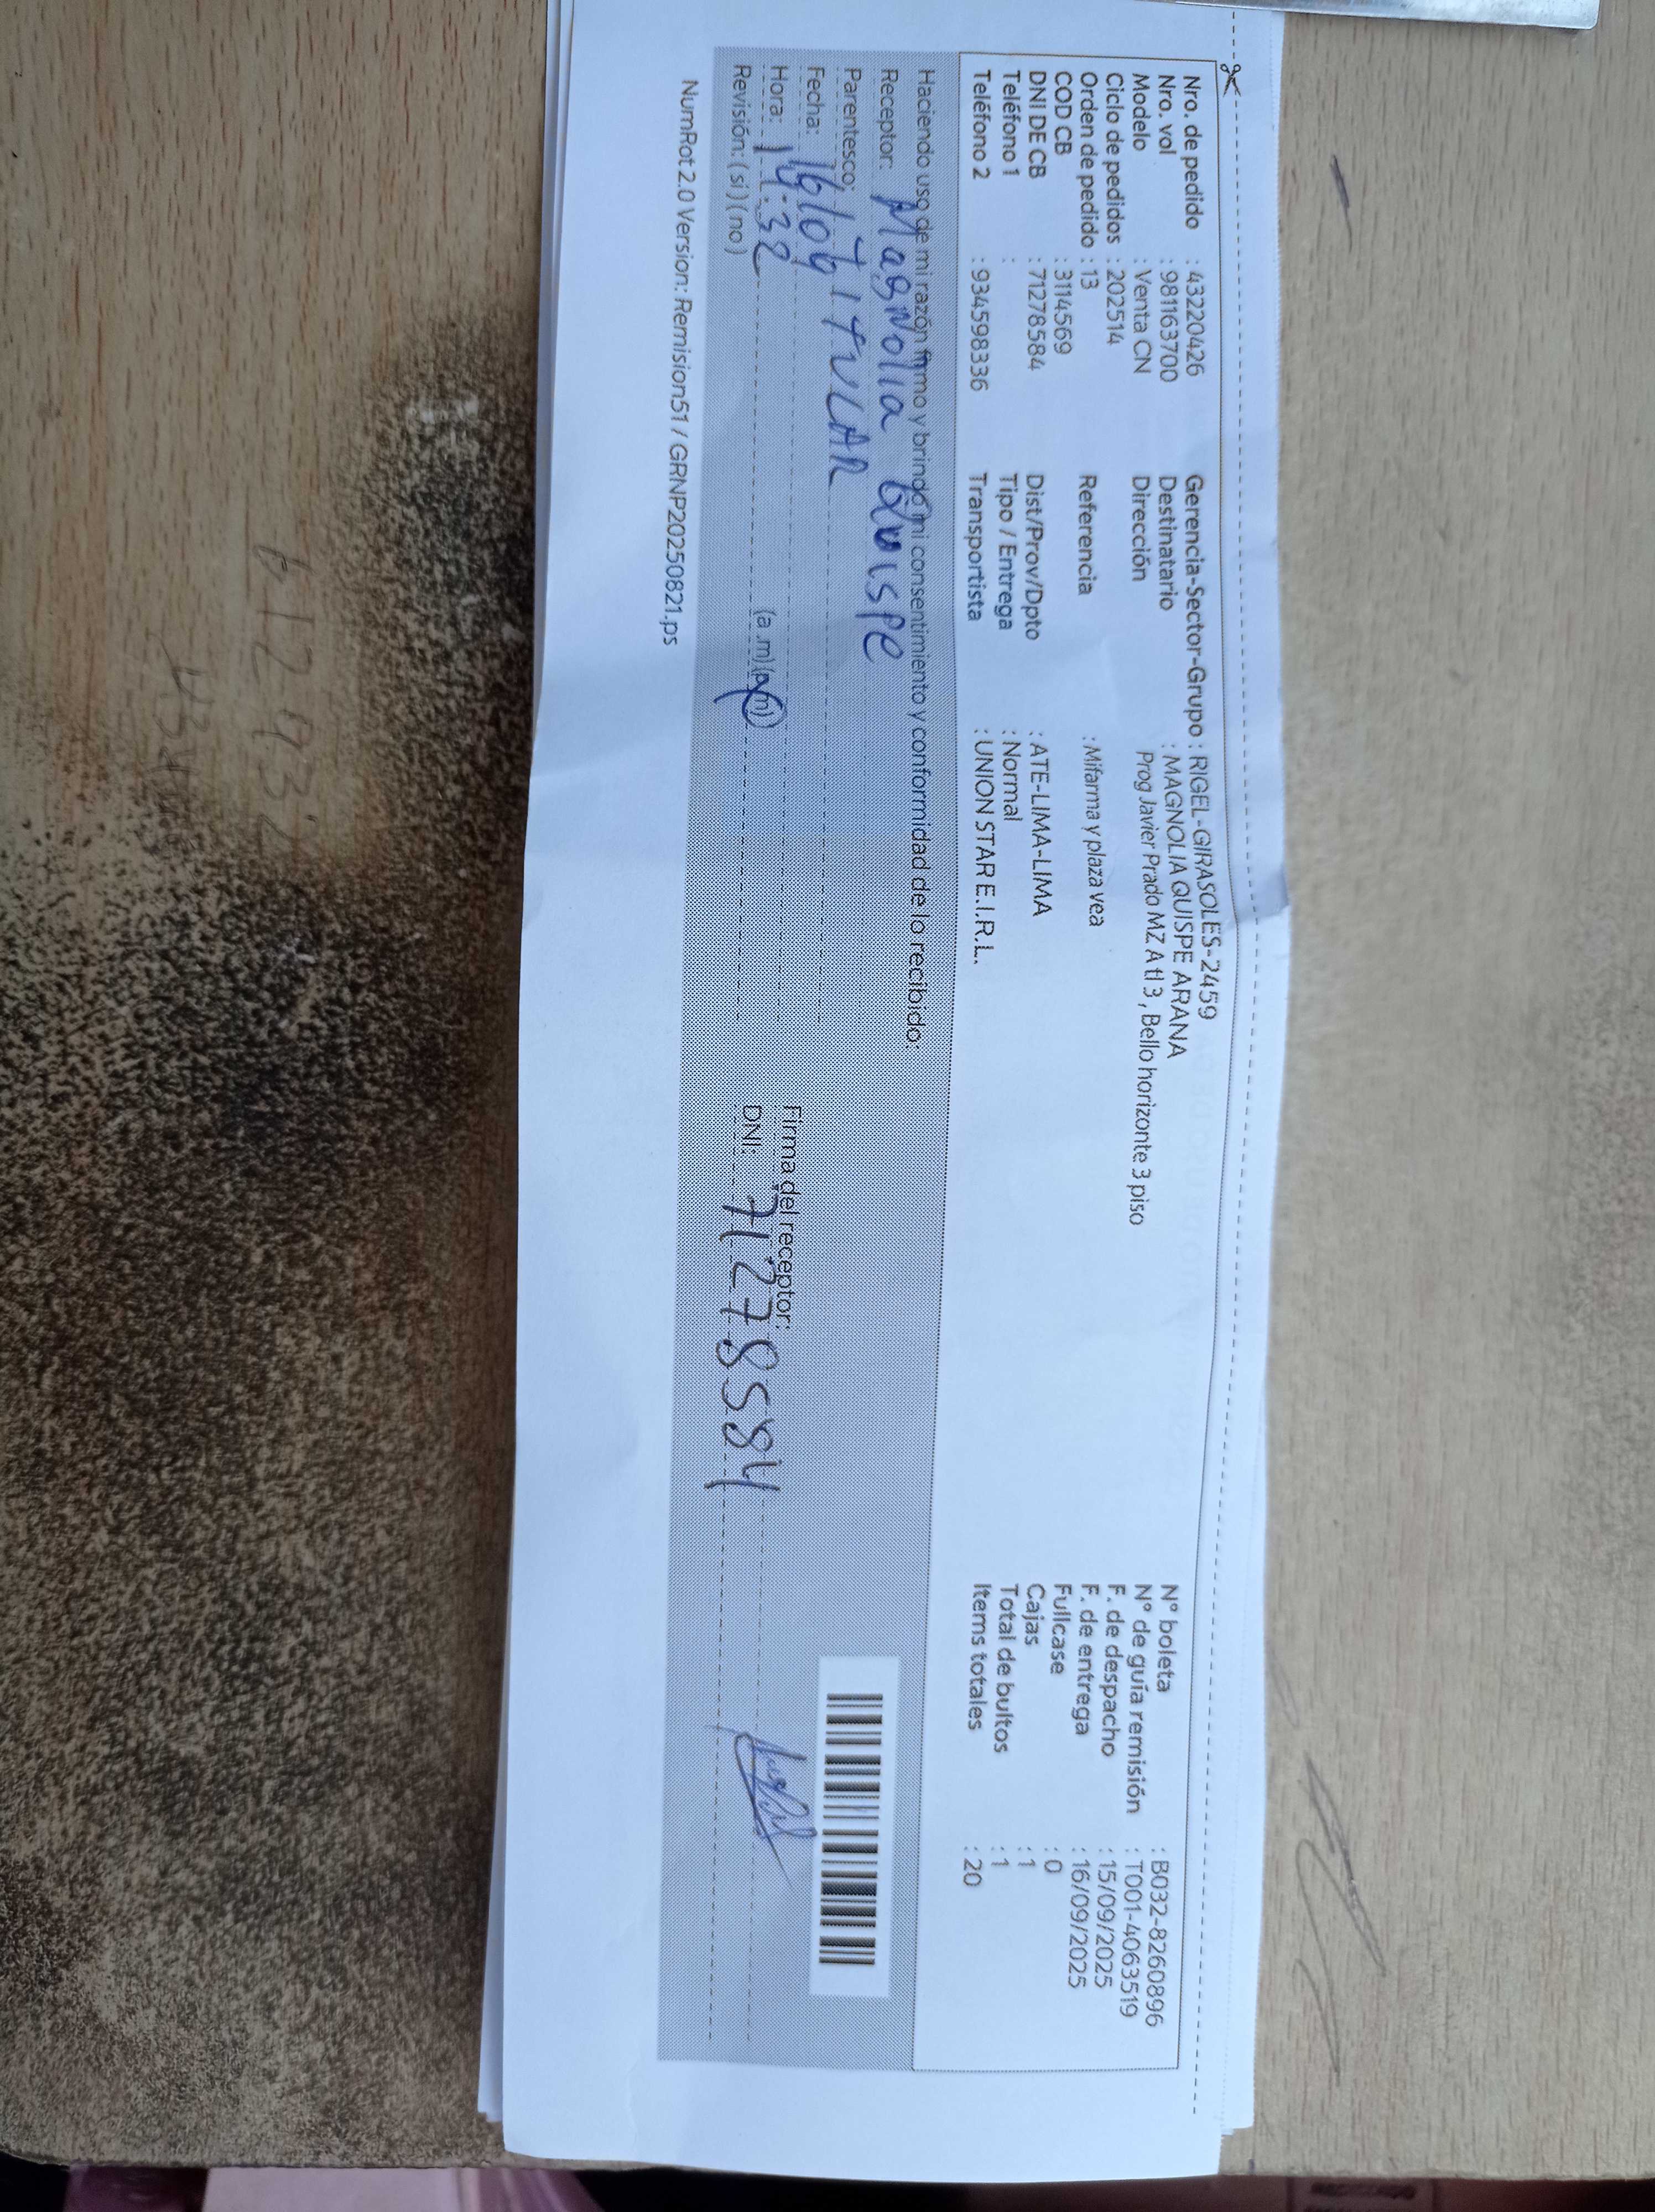 Nro. de pedido : 43220426
Nro. vol : 981163700
Modelo : Venta CN
Ciclo de pedidos : 202514
Orden de pedido : 13
COD CB : 3114569
DNI DE CB : 71278584
Teléfono 1 :
Teléfono 2 : 934598336
Gerencia-Sector-Grupo : RIGEL-GIRASOLES-2459
Destinatario : MAGNOLIA QUISPE ARANA
Dirección Prog Javier Prado MZ A tl 3 , Bello horizonte 3 piso
Referencia : Mifarma y plaza vea
Dist/Prov/Dpto : ATE-LIMA-LIMA
Tipo / Entrega : Normal
Transportista : UNION STAR E.I.R.L.
N° boleta : B032-8260896
N° de guía remisión : T001-4063519
F. de despacho : 15/09/2025
F. de entrega : 16/09/2025
Fullcase : 0
Cajas : 1
Total de bultos : 1
Items totales : 20
Haciendo uso de mi razón firmo y brindo mi consentimiento y conformidad de lo recibido:
Receptor: Magnolia Quispe
Parentesco: TITULAR
Fecha: 16/09
Hora: 14:32 (a.m)(p.m)
Revisión: (si)(no)
Firma del receptor:
DNI: 71278584
NumRot 2.0 Version: Remision51 / GRNP20250821.ps